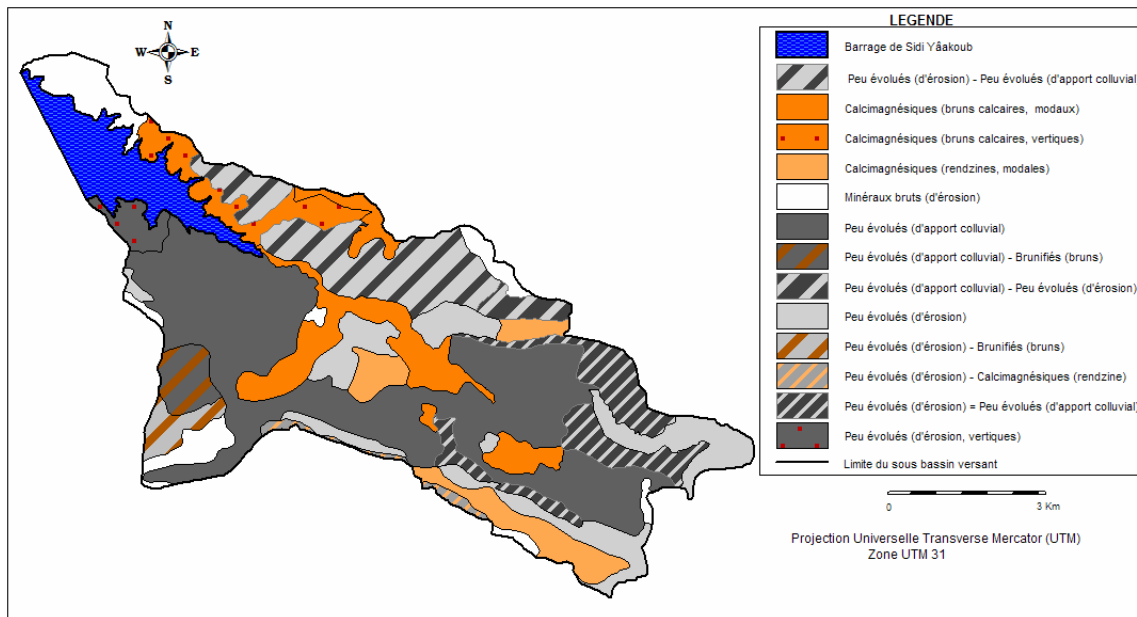 N
W E
S
LEGENDE
Barrage de Sidi Yâakoub
Peu évolués (d'érosion) - Peu évolués (d'apport colluvial)
Calcimagnésiques (bruns calcaires, modaux)
Calcimagnésiques (bruns calcaires, vertiques)
Calcimagnésiques (rendzines, modales)
Minéraux bruts (d'érosion)
Peu évolués (d'apport colluvial)
Peu évolués (d'apport colluvial) - Brunifiés (bruns)
Peu évolués (d'apport colluvial) - Peu évolués (d'érosion)
Peu évolués (d'érosion)
Peu évolués (d'érosion) - Brunifiés (bruns)
Peu évolués (d'érosion) - Calcimagnésiques (rendzine)
Peu évolués (d'érosion) = Peu évolués (d'apport colluvial)
Peu évolués (d'érosion, vertiques)
Limite du sous bassin versant
0 3 Km
Projection Universelle Transverse Mercator (UTM)
Zone UTM 31